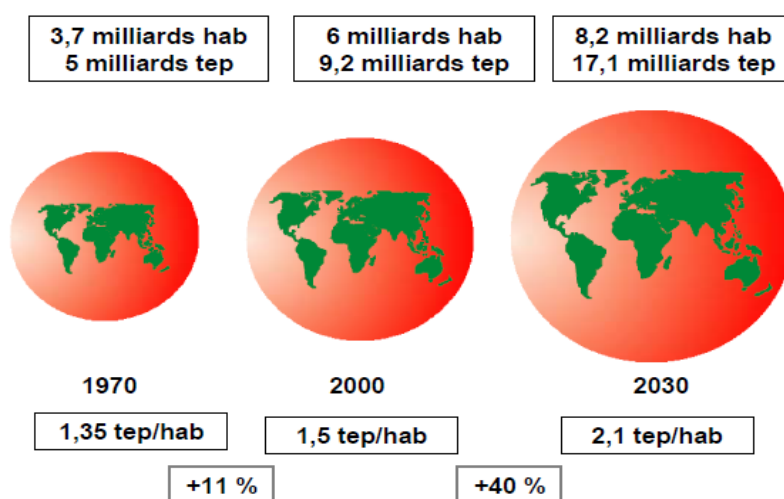 3,7 milliards hab
5 milliards tep
6 milliards hab
9,2 milliards tep
8,2 milliards hab
17,1 milliards tep
1970
2000
2030
1,35 tep/hab
1,5 tep/hab
2,1 tep/hab
+11 %
+40 %